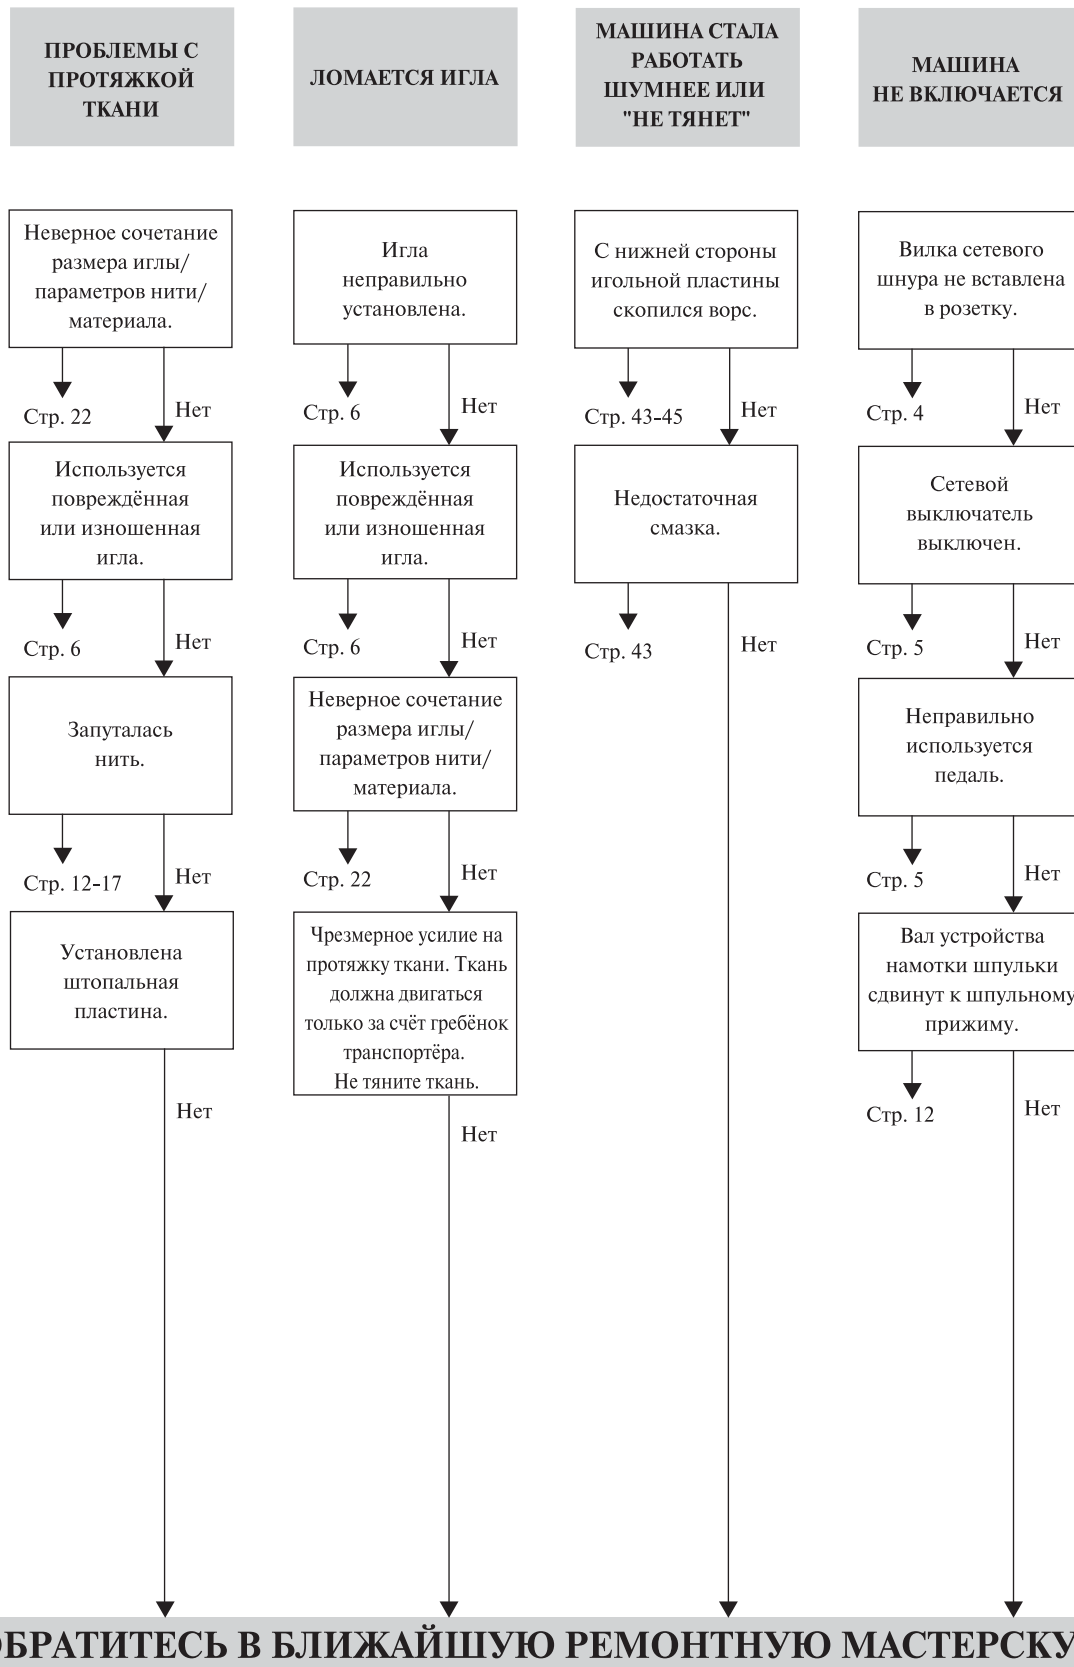 ПРОБЛЕМЫ С
ПРОТЯЖКОЙ
ТКАНИ
Неверное сочетание
размера иглы/
параметров нити/
материала.
Стр. 22
Нет
Используется
повреждённая
или изношенная
игла.
Стр. 6
Нет
Запуталась
нить.
Стр. 12-17
Нет
Установлена
штопальная
пластина.
Нет
ЛОМАЕТСЯ ИГЛА
Игла
неправильно
установлена.
Стр. 6
Нет
Используется
повреждённая
или изношенная
игла.
Стр. 6
Нет
Неверное сочетание
размера иглы/
параметров нити/
материала.
Стр. 22
Нет
Чрезмерное усилие на
протяжку ткани. Ткань
должна двигаться
только за счёт гребёнок
транспортёра.
Не тяните ткань.
Нет
МАШИНА СТАЛА
РАБОТАТЬ
ШУМНЕЕ ИЛИ
"НЕ ТЯНЕТ"
С нижней стороны
игольной пластины
скопился ворс.
Стр. 43-45
Нет
Недостаточная
смазка.
Стр. 43
Нет
МАШИНА
НЕ ВКЛЮЧАЕТСЯ
Вилка сетевого
шнура не вставлена
в розетку.
Стр. 4
Нет
Сетевой
выключатель
выключен.
Стр. 5
Нет
Неправильно
используется
педаль.
Стр. 5
Нет
Вал устройства
намотки шпульки
сдвинут к шпульному
прижиму.
Стр. 12
Нет
ОБРАТИТЕСЬ В БЛИЖАЙШУЮ РЕМОНТНУЮ МАСТЕРСКУ